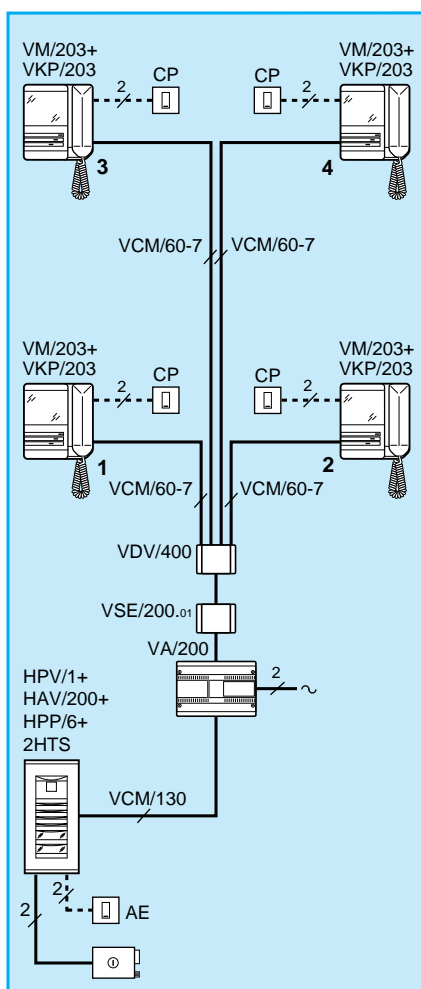 VM/203+
VKP/203
2
CP
CP
2
VM/203+
VKP/203
3
4
VCM/60-7
VCM/60-7
VM/203+
VKP/203
2
CP
CP
2
VM/203+
VKP/203
1
2
VCM/60-7
VCM/60-7
VDV/400
VSE/200.01
VA/200
2
~
HPV/1+
HAV/200+
HPP/6+
2HTS
VCM/130
2
2
AE